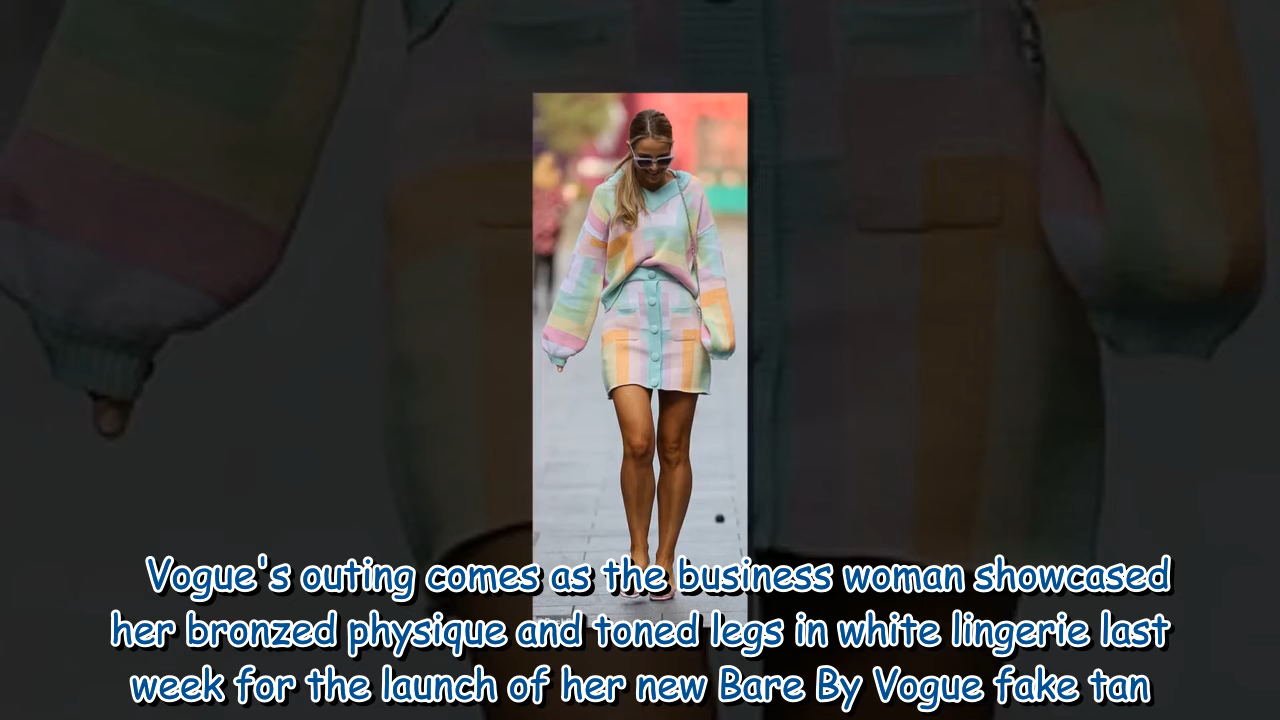 Vogue's outing comes as the business woman showcased
her bronzed physique and toned legs in white lingerie last
week for the launch of her new Bare By Vogue fake tan